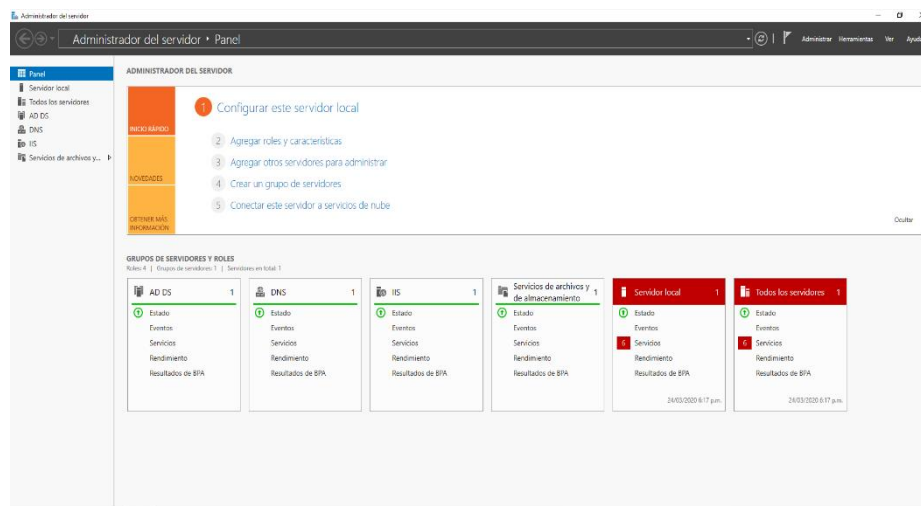 Administrador del servidor
Administrador del servidor • Panel
Administrar Herramientas Ver Ayuda
Panel
Servidor local
Todos los servidores
AD DS
DNS
IIS
Servicios de archivos y...
ADMINISTRADOR DEL SERVIDOR
INICIO RÁPIDO
NOVEDADES
OBTENER MÁS
INFORMACIÓN
1 Configurar este servidor local
2 Agregar roles y características
3 Agregar otros servidores para administrar
4 Crear un grupo de servidores
5 Conectar este servidor a servicios de nube
Ocultar
GRUPOS DE SERVIDORES Y ROLES
Roles: 4 | Grupos de servidores: 1 | Servidores en total: 1
AD DS 1
Estado
Eventos
Servicios
Rendimiento
Resultados de BPA
DNS 1
Estado
Eventos
Servicios
Rendimiento
Resultados de BPA
IIS 1
Estado
Eventos
Servicios
Rendimiento
Resultados de BPA
Servicios de archivos y
de almacenamiento 1
Estado
Eventos
Servicios
Rendimiento
Resultados de BPA
Servidor local 1
Estado
Eventos
6 Servicios
Rendimiento
Resultados de BPA
24/03/2020 6:17 p.m.
Todos los servidores 1
Estado
Eventos
6 Servicios
Rendimiento
Resultados de BPA
24/03/2020 6:17 p.m.